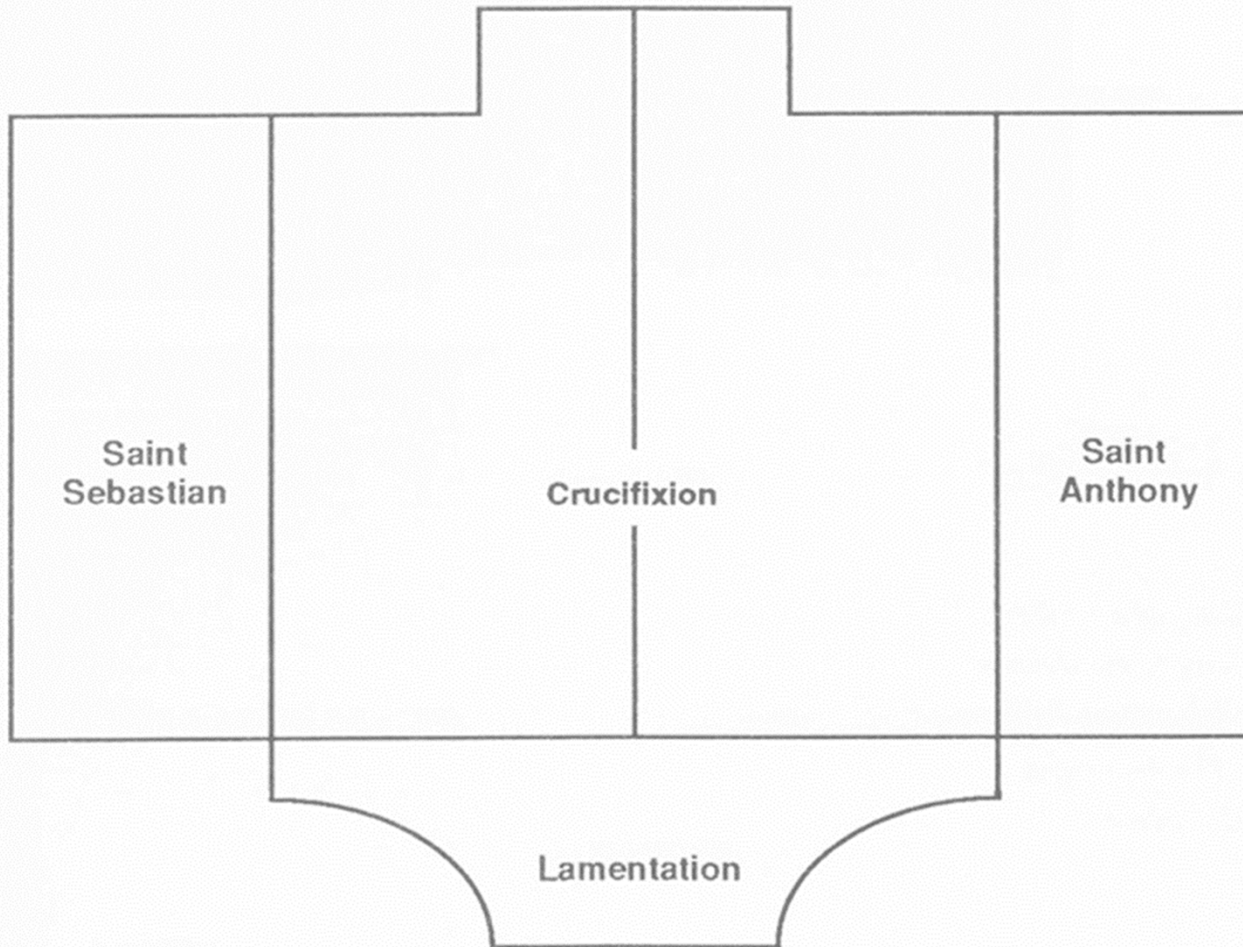 Saint
Sebastian
Crucifixion
Saint
Anthony
Lamentation